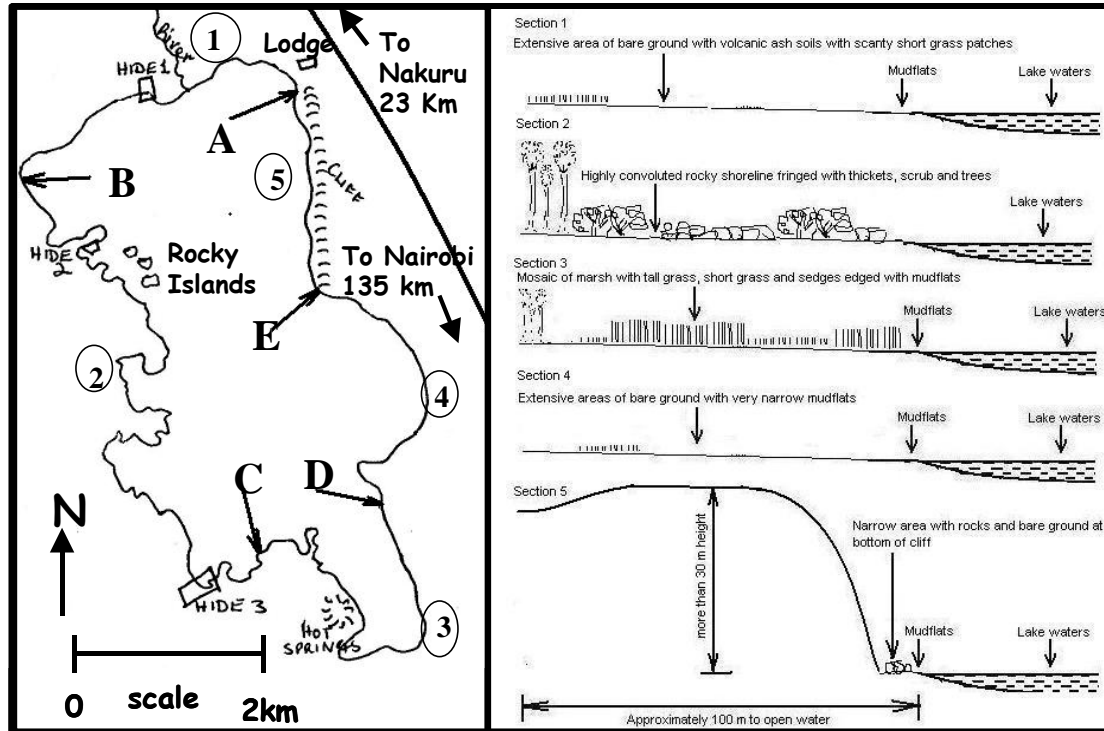 1
River
Lodge
To
Nakuru
23 Km
HIDE 1
A
5
CLIFF
B
HIDE
2
Rocky
Islands
To Nairobi
135 km
E
2
4
C
D
N
HIDE 3
HOT
SPRINGS
3
0
scale
2km
Section 1
Extensive area of bare ground with volcanic ash soils with scanty short grass patches
Mudflats
Lake waters
Section 2
Highly convoluted rocky shoreline fringed with thickets, scrub and trees
Lake waters
Section 3
Mosaic of marsh with tall grass, short grass and sedges edged with mudflats
Mudflats
Lake waters
Section 4
Extensive areas of bare ground with very narrow mudflats
Mudflats
Lake waters
Section 5
more than 30 m height
Narrow area with rocks and bare ground at
bottom of cliff
Mudflats
Lake waters
Approximately 100 m to open water